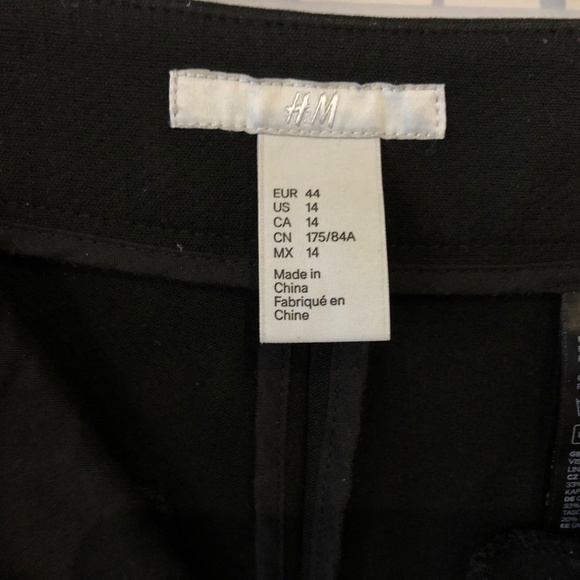 H&M
EUR 44
US 14
CA 14
CN 175/84A
MX 14
Made in
China
Fabriqué en
Chine